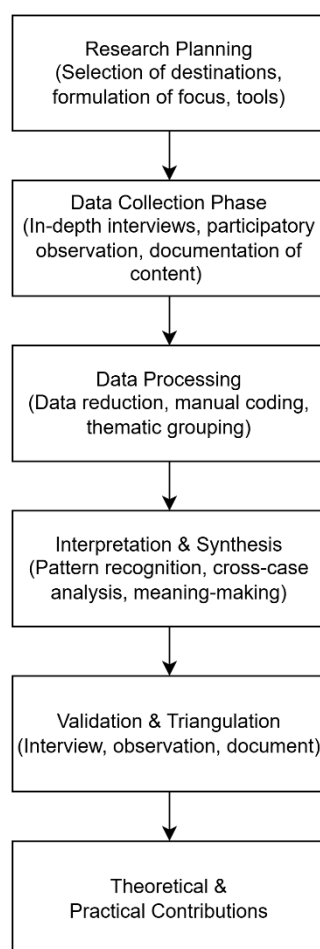 Research Planning
(Selection of destinations,
formulation of focus, tools)
Data Collection Phase
(In-depth interviews, participatory
observation, documentation of
content)
Data Processing
(Data reduction, manual coding,
thematic grouping)
Interpretation & Synthesis
(Pattern recognition, cross-case
analysis, meaning-making)
Validation & Triangulation
(Interview, observation, document)
Theoretical &
Practical Contributions